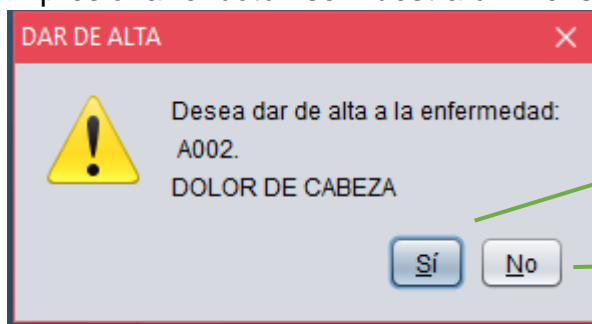 DAR DE ALTA
Desea dar de alta a la enfermedad:
A002.
DOLOR DE CABEZA
Sí No